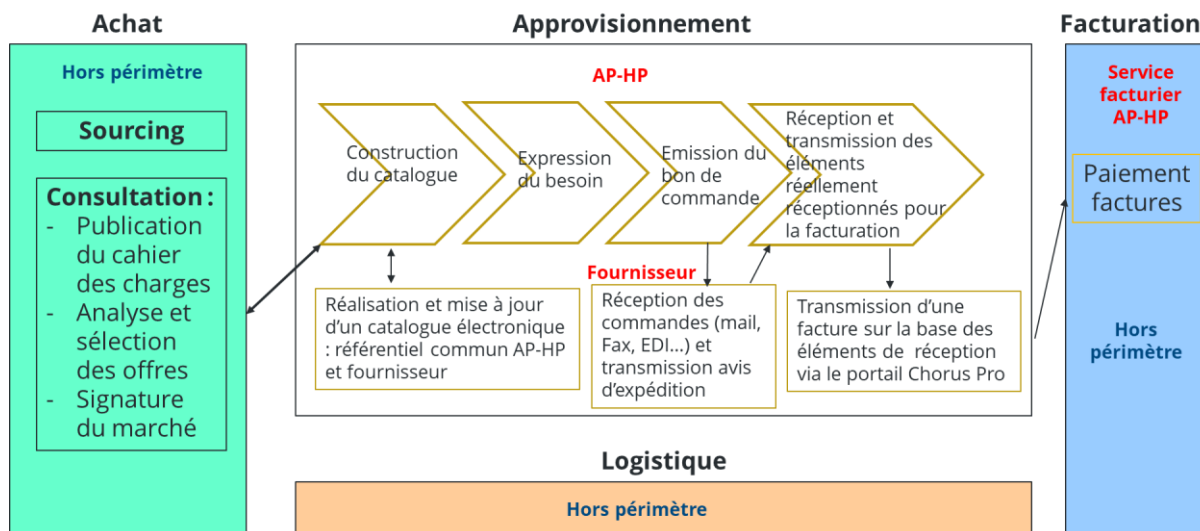 Achat
Hors périmètre
Sourcing
Consultation :
- Publication
du cahier
des charges
- Analyse et
sélection
des offres
- Signature
du marché
Approvisionnement
AP-HP
Construction
du catalogue
Expression
du besoin
Emission du
bon de
commande
Réception et
transmission des
éléments
réellement
réceptionnés pour
la facturation
Fournisseur
Réalisation et mise à jour
d’un catalogue électronique
: référentiel commun AP-HP
et fournisseur
Réception des
commandes (mail,
Fax, EDI...) et
transmission avis
d’expédition
Transmission d’une
facture sur la base des
éléments de réception
via le portail Chorus Pro
Logistique
Hors périmètre
Facturation
Service
facturier
AP-HP
Paiement
factures
Hors
périmètre